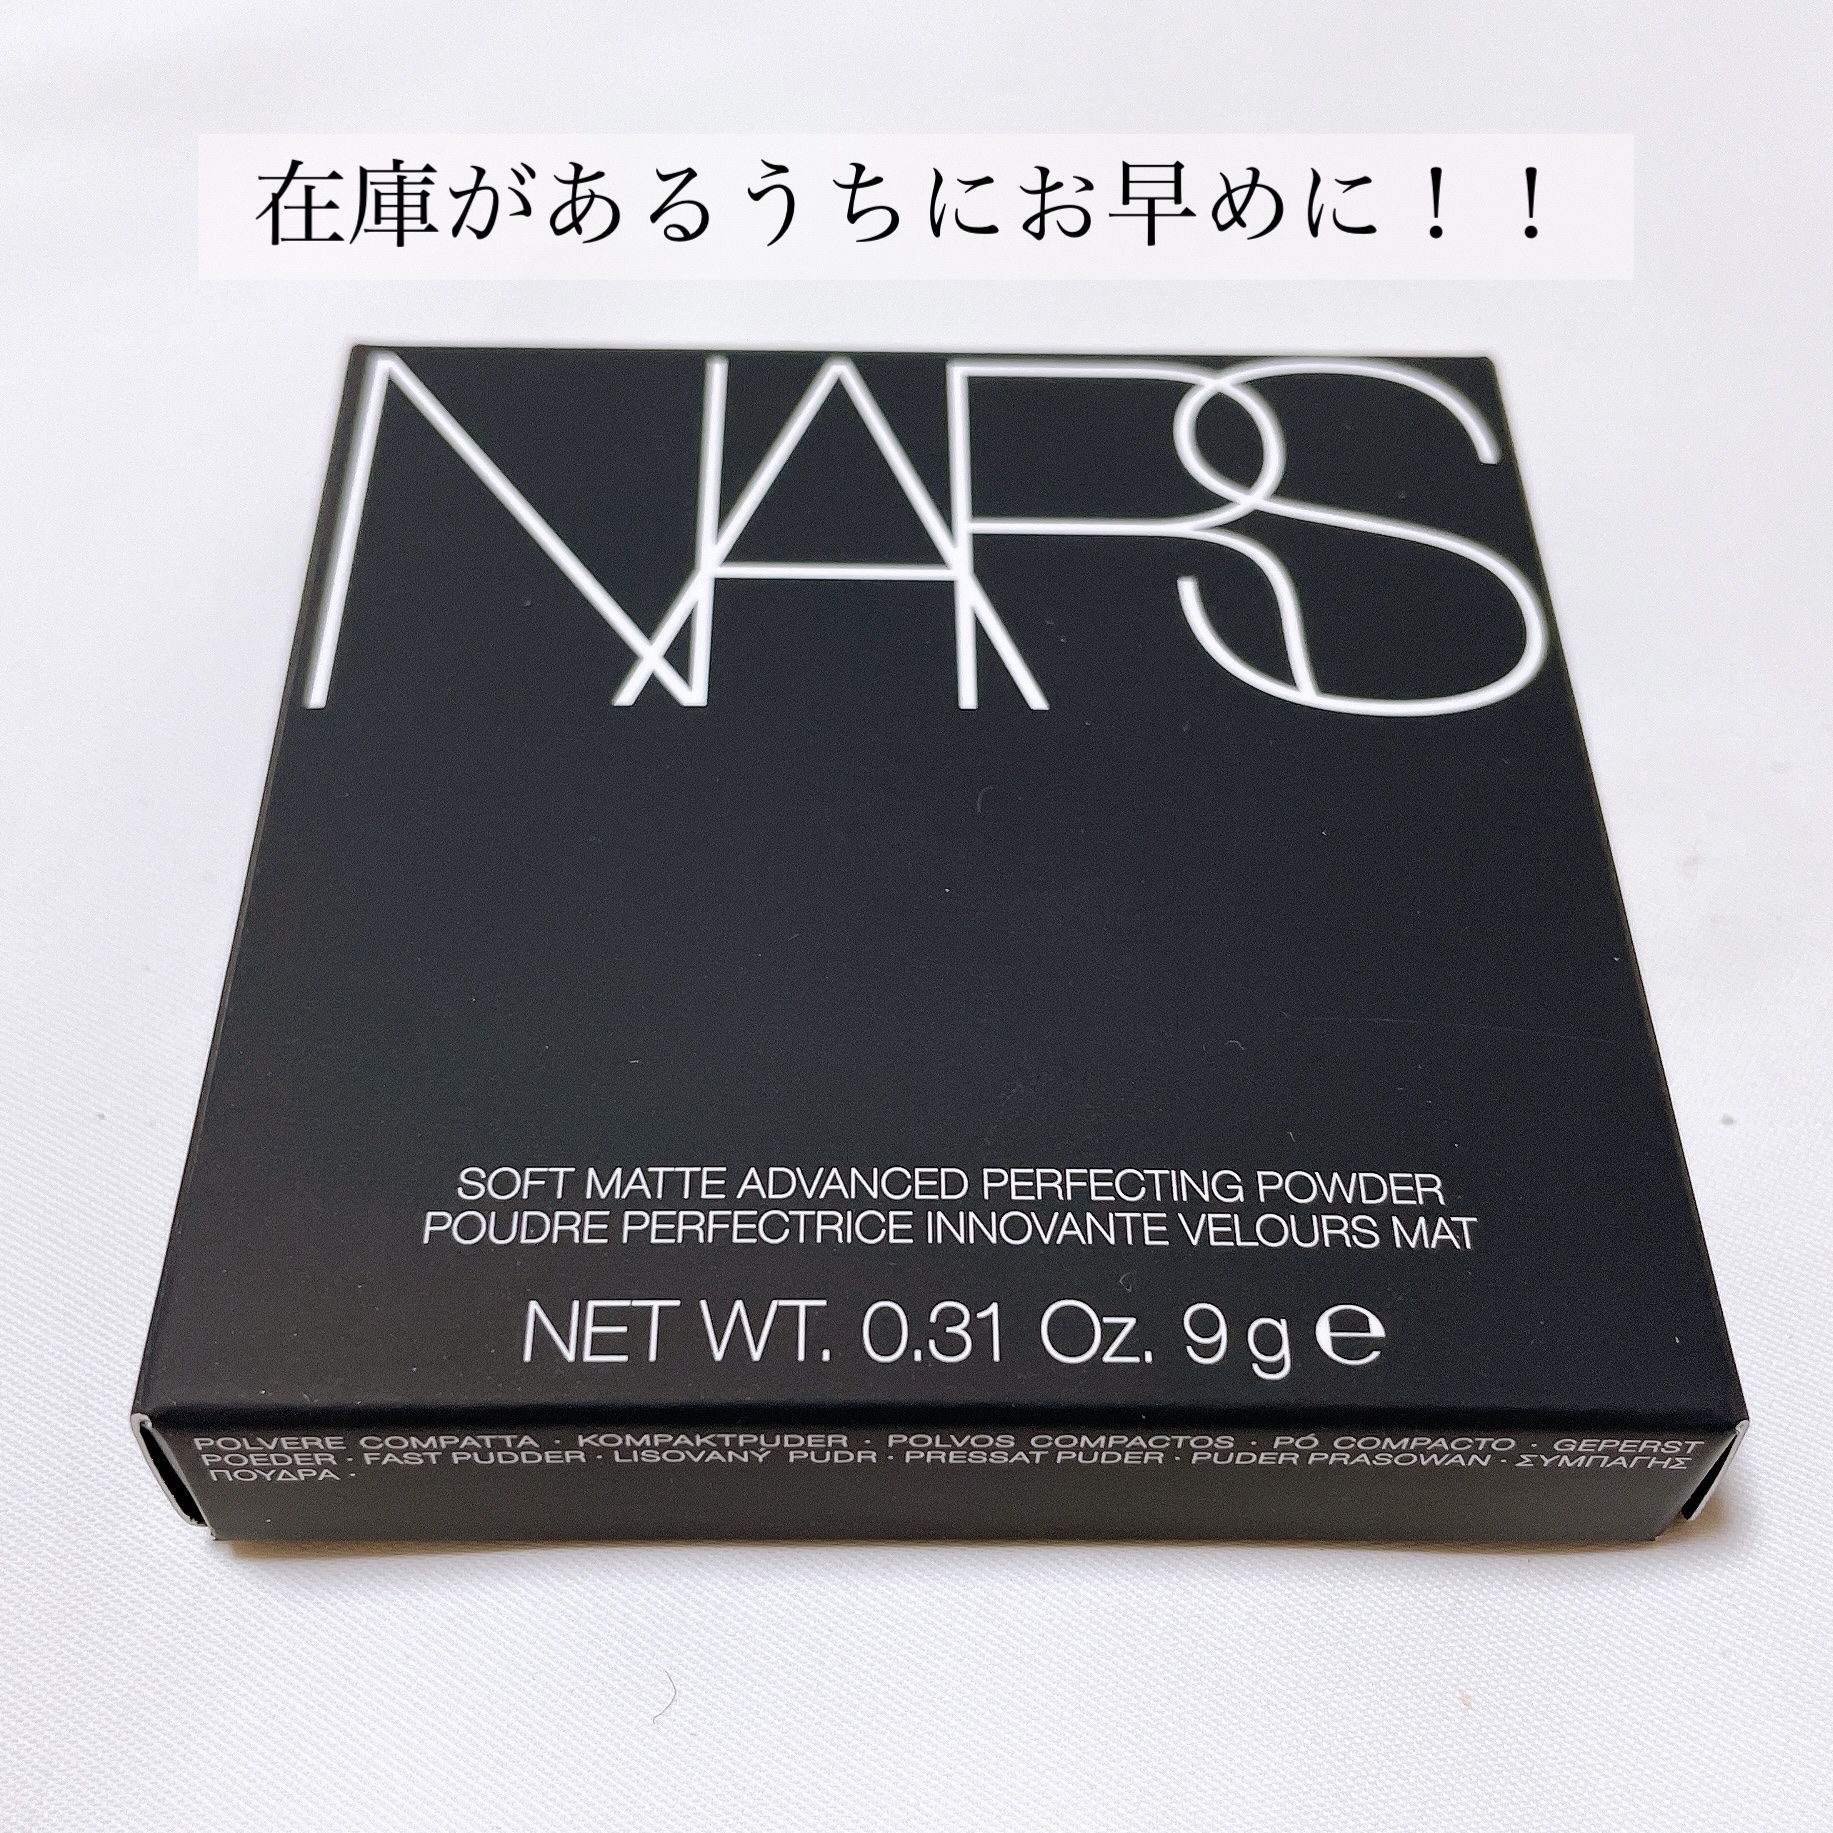 在庫があるうちにお早めに！！
NARS
SOFT MATTE ADVANCED PERFECTING POWDER
POUDRE PERFECTRICE INNOVANTE VELOURS MAT
NET WT. 0.31 Oz. 9 g ℮
POLVERE COMPATTA · KOMPAKTPUDER · POLVOS COMPACTOS · PÓ COMPACTO · GEPERST
POEDER · FAST PUDDER · LISOVANÝ PUDR · PRESSAT PUDER · PUDER PRASOWAN · ΣΥΜΠΑΓΗΣ
ΠΟΥΔΡΑ ·